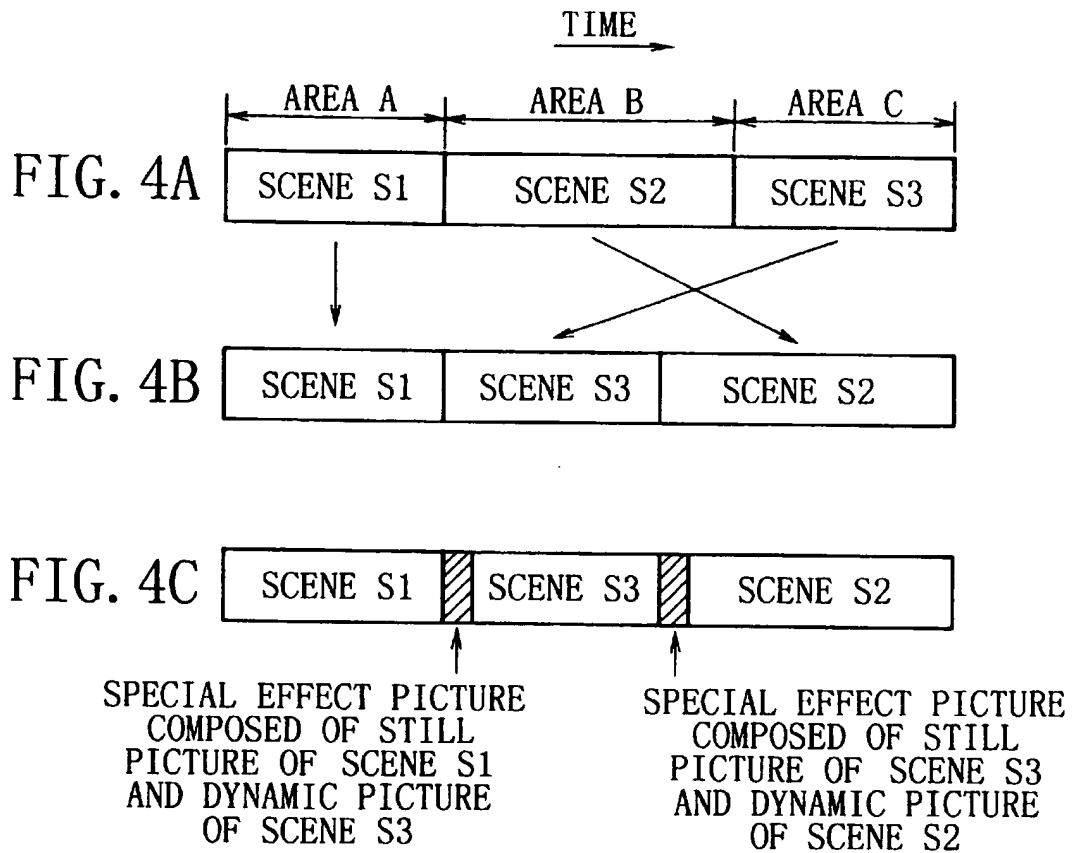 TIME
AREA A AREA B AREA C
FIG. 4A SCENE S1 SCENE S2 SCENE S3
FIG. 4B SCENE S1 SCENE S3 SCENE S2
FIG. 4C SCENE S1 SCENE S3 SCENE S2
SPECIAL EFFECT PICTURE
COMPOSED OF STILL
PICTURE OF SCENE S1
AND DYNAMIC PICTURE
OF SCENE S3
SPECIAL EFFECT PICTURE
COMPOSED OF STILL
PICTURE OF SCENE S3
AND DYNAMIC PICTURE
OF SCENE S2